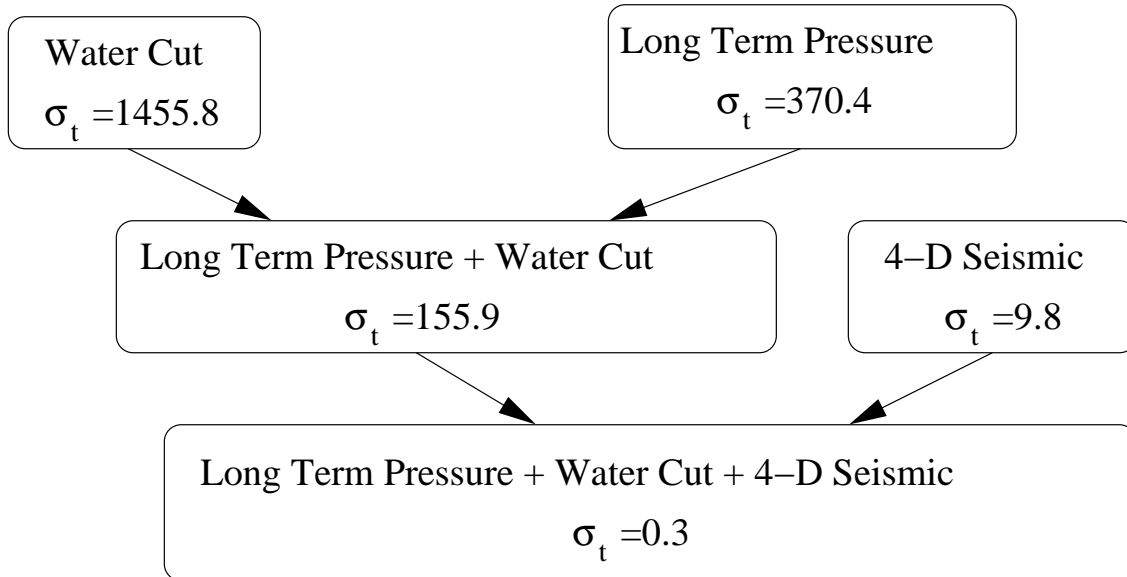 Water Cut
σt =1455.8
Long Term Pressure
σt =370.4
Long Term Pressure + Water Cut
σt =155.9
4−D Seismic
σt =9.8
Long Term Pressure + Water Cut + 4−D Seismic
σt =0.3